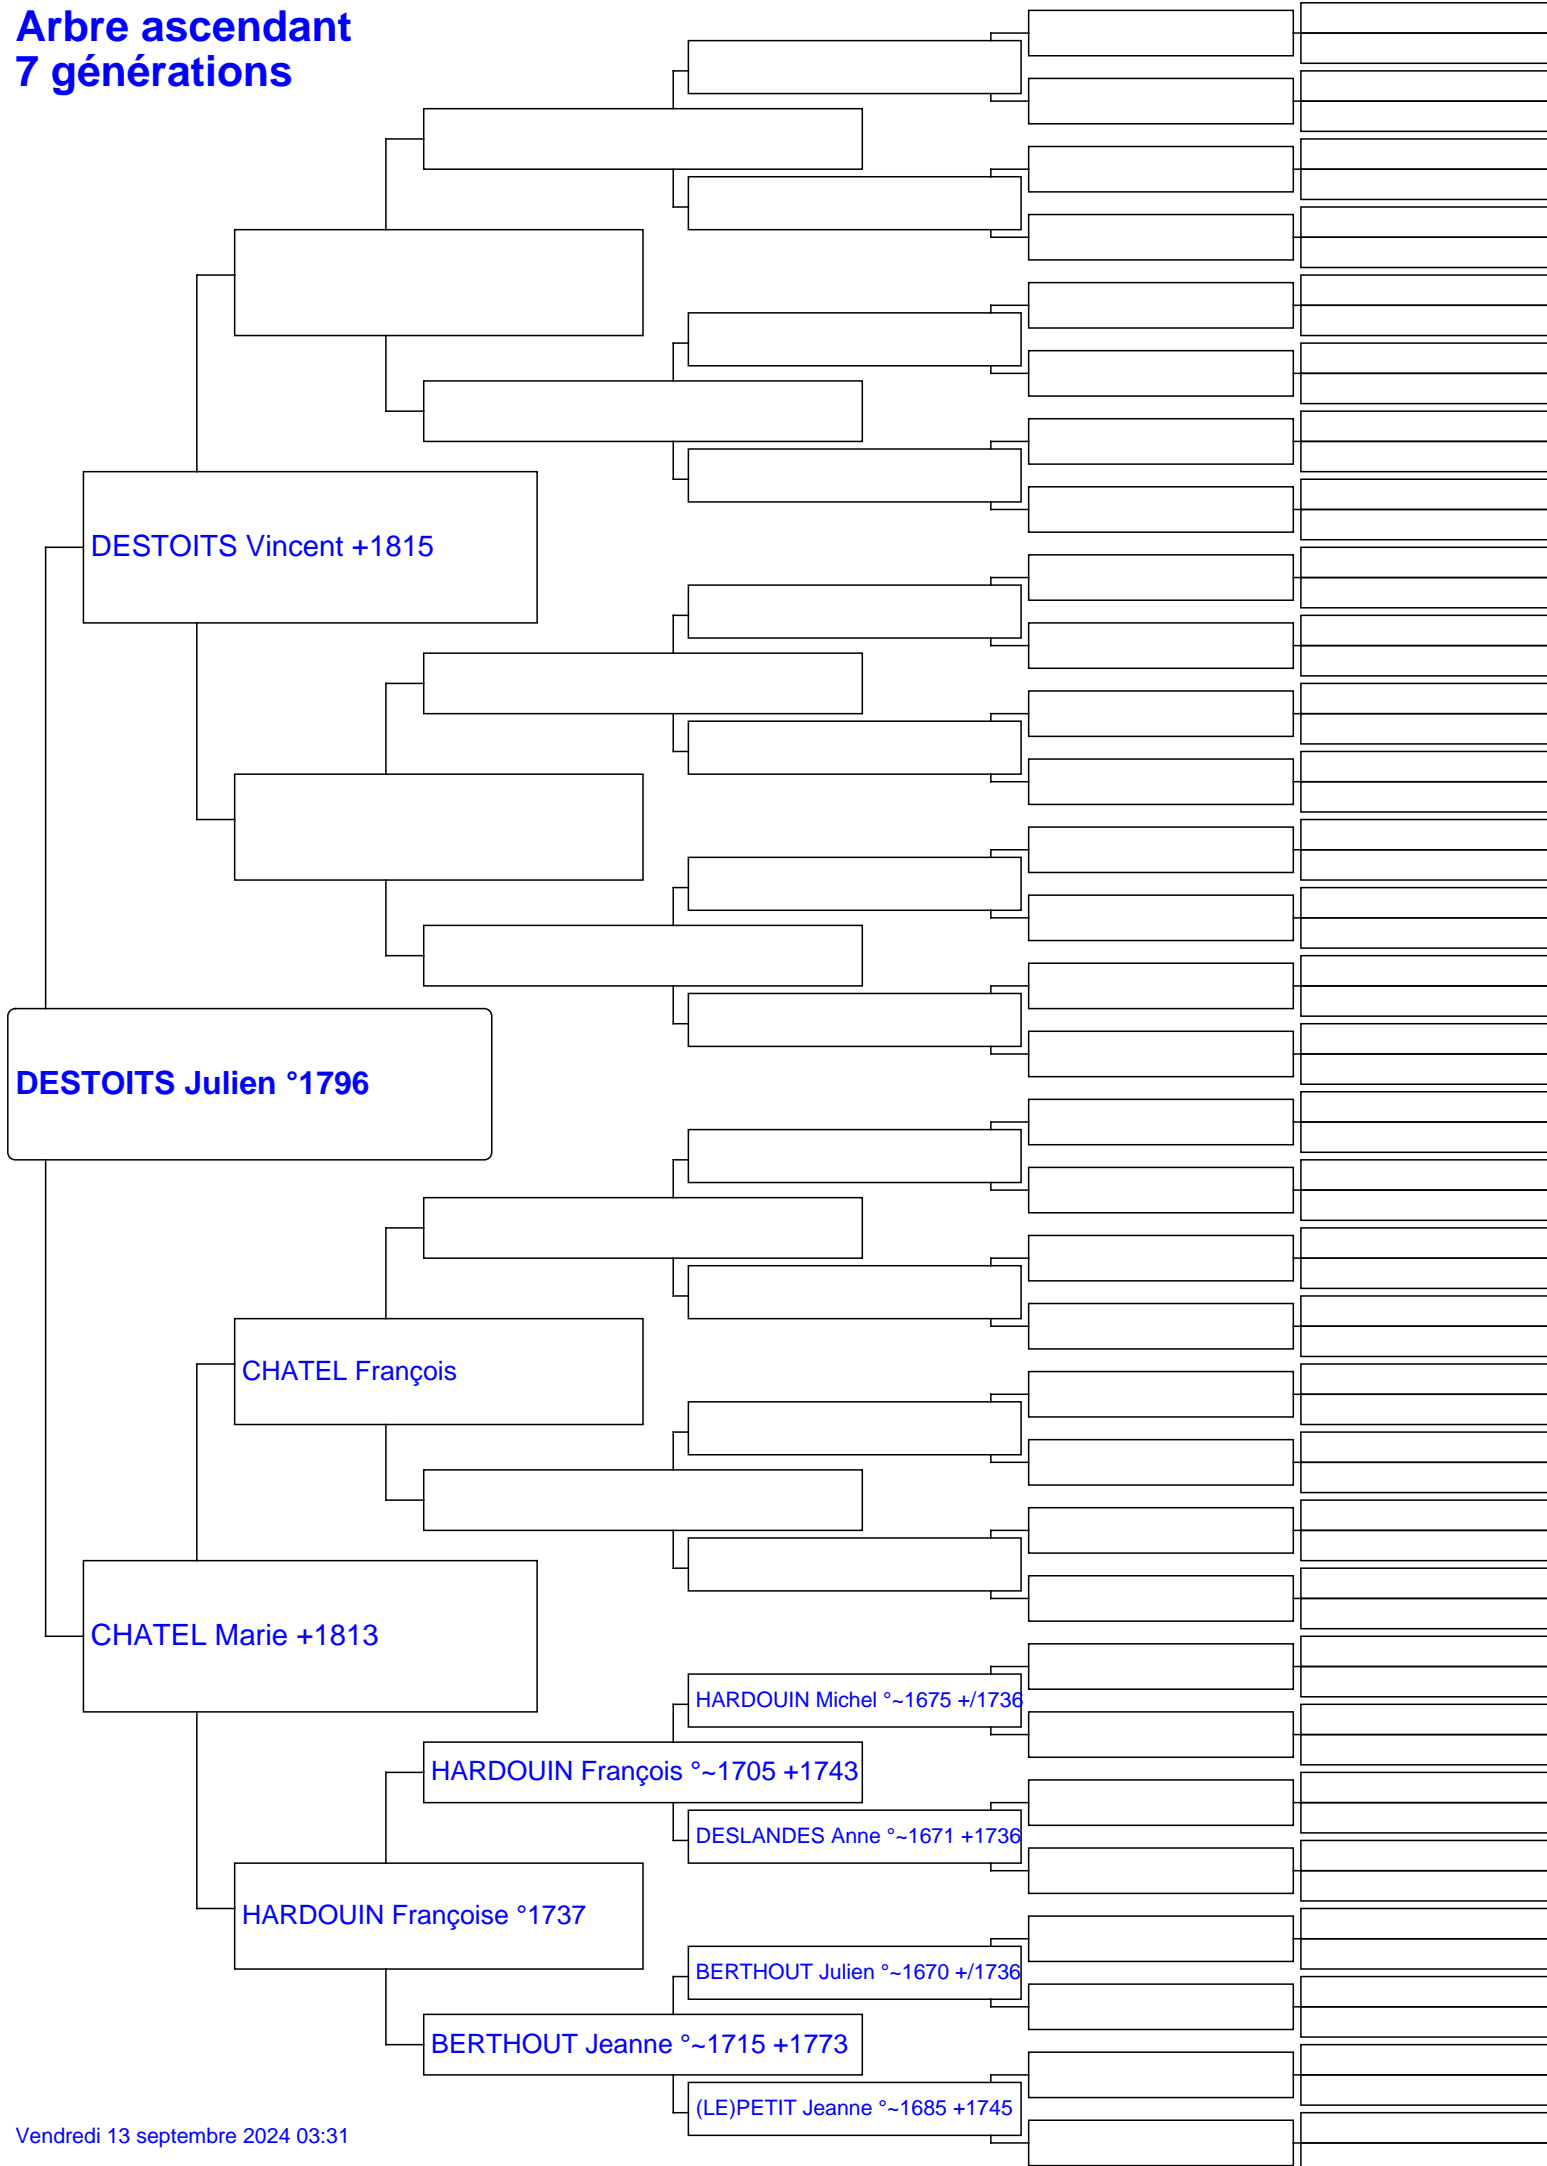 Arbre ascendant
7 générations
DESTOITS Vincent +1815
DESTOITS Julien °1796
CHATEL François
CHATEL Marie +1813
HARDOUIN Michel °~1675 +/1736
HARDOUIN François °~1705 +1743
DESLANDES Anne °~1671 +1736
HARDOUIN Françoise °1737
BERTHOUT Julien °~1670 +/1736
BERTHOUT Jeanne °~1715 +1773
(LE)PETIT Jeanne °~1685 +1745
Vendredi 13 septembre 2024 03:31